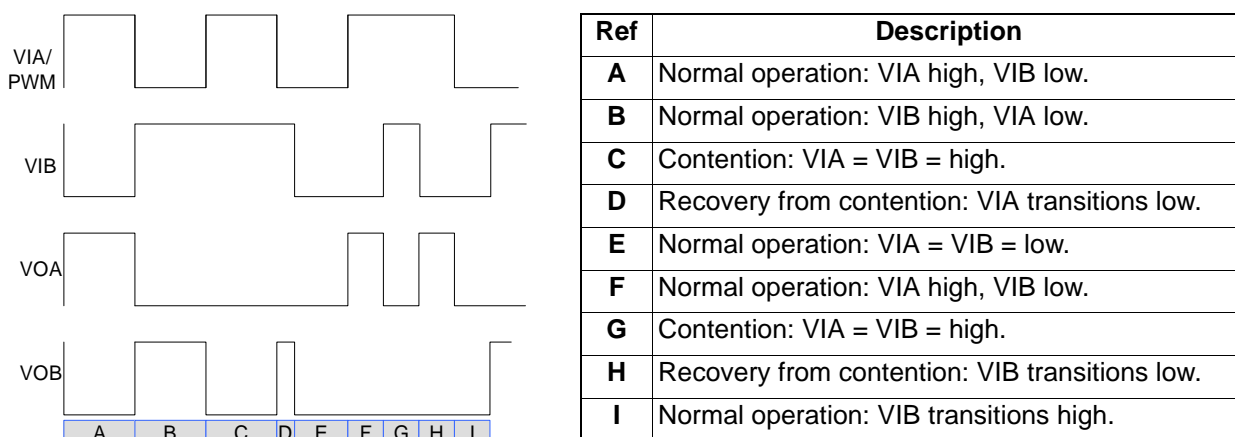 VIA/
PWM
VIB
VOA
VOB
A B C D E F G H I
Ref Description
A Normal operation: VIA high, VIB low.
B Normal operation: VIB high, VIA low.
C Contention: VIA = VIB = high.
D Recovery from contention: VIA transitions low.
E Normal operation: VIA = VIB = low.
F Normal operation: VIA high, VIB low.
G Contention: VIA = VIB = high.
H Recovery from contention: VIB transitions low.
I Normal operation: VIB transitions high.